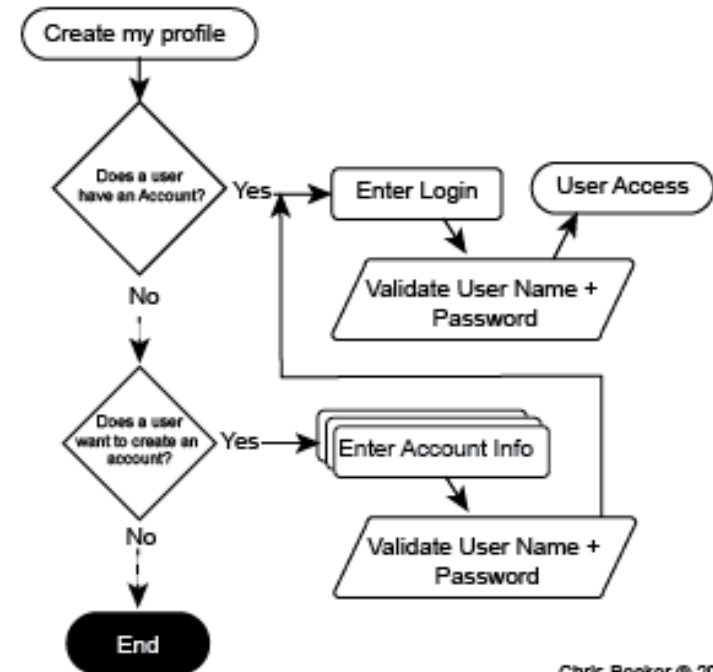 Create my profile
Does a user
have an Account?
Yes
Enter Login
User Access
Validate User Name +
Password
No
Does a user
want to create an
account?
Yes
Enter Account Info
Validate User Name +
Password
No
End
Chris